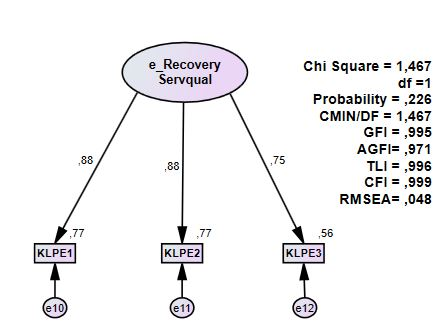 e_Recovery
Servqual
Chi Square = 1,467
df =1
Probability = ,226
CMIN/DF = 1,467
GFI= ,995
AGFI= ,971
TLI= ,996
CFI= ,999
RMSEA= ,048
,88
,88
,75
,77
,77
,56
KLPE1
KLPE2
KLPE3
e10
e11
e12